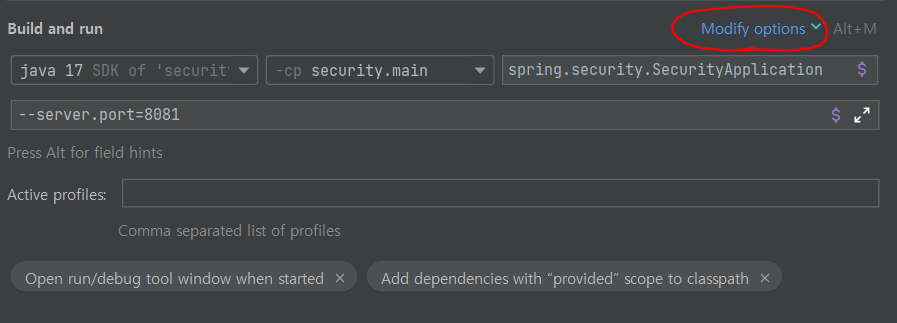 Build and run
Modify options Alt+M
java 17 SDK of 'securit
-cp security.main
spring.security.SecurityApplication
--server.port=8081
Press Alt for field hints
Active profiles:
Comma separated list of profiles
Open run/debug tool window when started ×
Add dependencies with “provided” scope to classpath ×